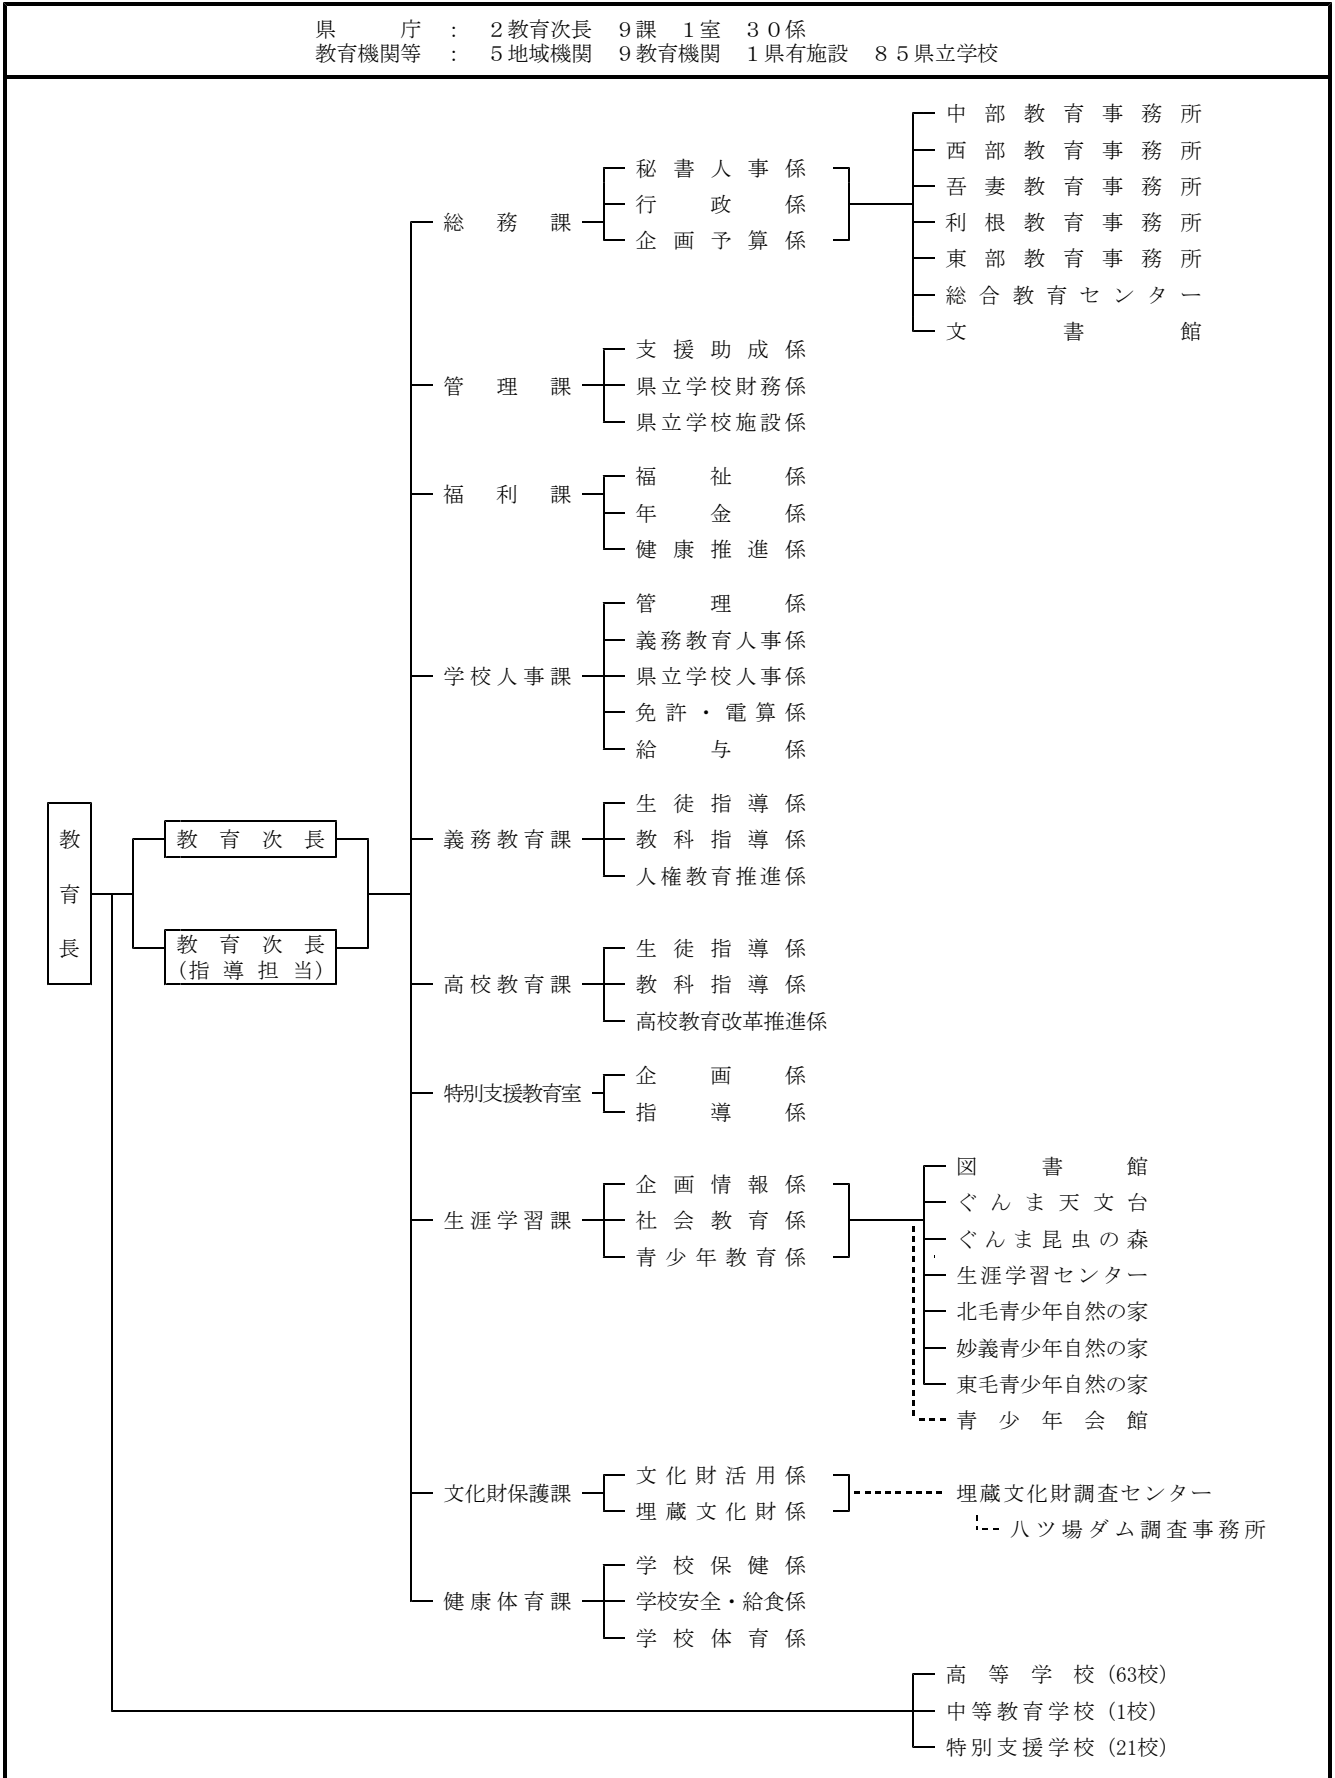 県庁 : ２教育次長 ９課 １室 ３０係
教育機関等 : ５地域機関 ９教育機関 １県有施設 ８５県立学校
教育長
教育次長
教育次長
(指導担当)
総務課
秘書人事係
行政係
企画予算係
中部教育事務所
西部教育事務所
吾妻教育事務所
利根教育事務所
東部教育事務所
総合教育センター
文書館
管理課
支援助成係
県立学校財務係
県立学校施設係
福利課
福祉係
年金係
健康推進係
学校人事課
管理係
義務教育人事係
県立学校人事係
免許・電算係
給与係
義務教育課
生徒指導係
教科指導係
人権教育推進係
高校教育課
生徒指導係
教科指導係
高校教育改革推進係
特別支援教育室
企画係
指導係
生涯学習課
企画情報係
社会教育係
青少年教育係
図書館
ぐんま天文台
ぐんま昆虫の森
生涯学習センター
北毛青少年自然の家
妙義青少年自然の家
東毛青少年自然の家
青少年会館
文化財保護課
文化財活用係
埋蔵文化財係
埋蔵文化財調査センター
八ツ場ダム調査事務所
健康体育課
学校保健係
学校安全・給食係
学校体育係
高等学校 (63校)
中等教育学校 (1校)
特別支援学校 (21校)